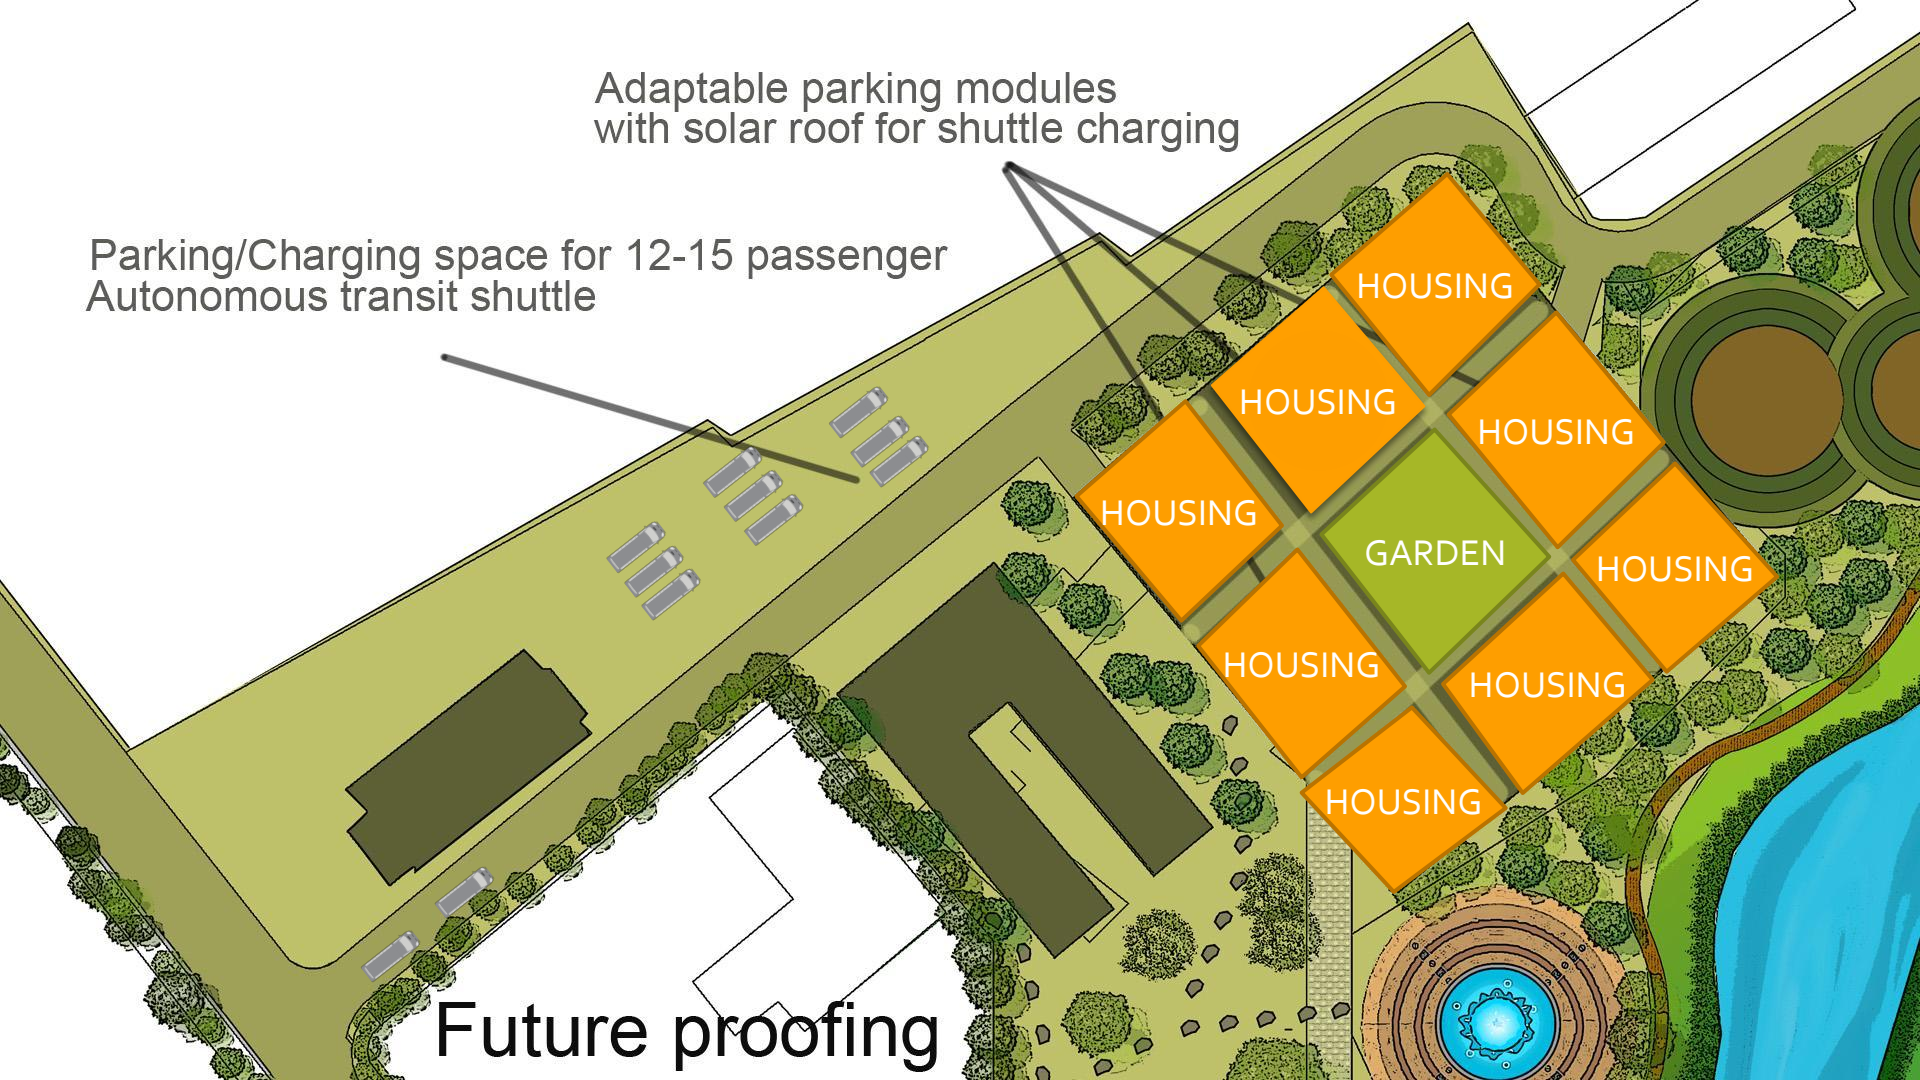 Adaptable parking modules
with solar roof for shuttle charging
Parking/Charging space for 12-15 passenger
Autonomous transit shuttle
HOUSING
HOUSING
HOUSING
HOUSING
GARDEN
HOUSING
HOUSING
HOUSING
HOUSING
Future proofing